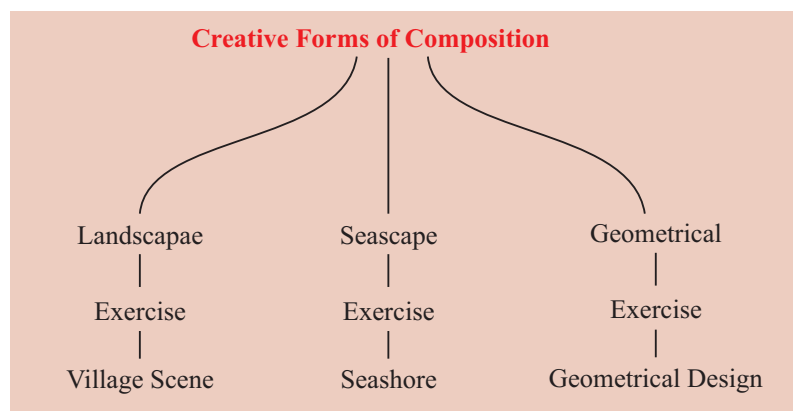 Creative Forms of Composition
Landscapae
Exercise
Village Scene
Seascape
Exercise
Seashore
Geometrical
Exercise
Geometrical Design